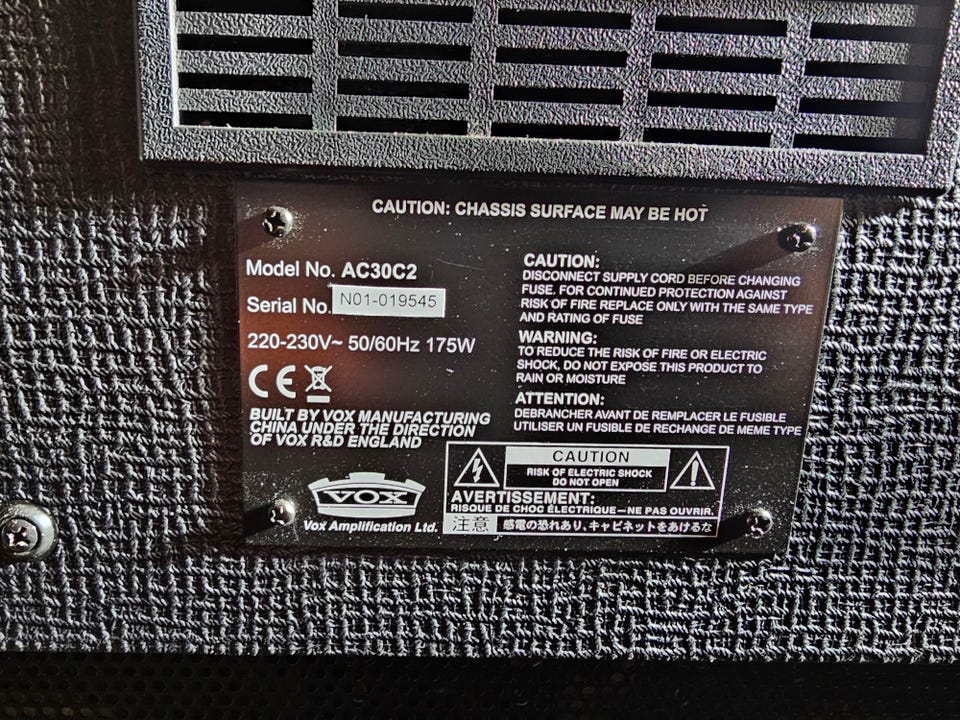 CAUTION: CHASSIS SURFACE MAY BE HOT
Model No. AC30C2
Serial No. N01-019545
220-230V~ 50/60Hz 175W
CE
BUILT BY VOX MANUFACTURING
CHINA UNDER THE DIRECTION
OF VOX R&D ENGLAND
VOX
Vox Amplification Ltd.
CAUTION:
DISCONNECT SUPPLY CORD BEFORE CHANGING
FUSE. FOR CONTINUED PROTECTION AGAINST
RISK OF FIRE REPLACE ONLY WITH THE SAME TYPE
AND RATING OF FUSE
WARNING:
TO REDUCE THE RISK OF FIRE OR ELECTRIC
SHOCK, DO NOT EXPOSE THIS PRODUCT TO
RAIN OR MOISTURE
ATTENTION:
DEBRANCHER AVANT DE REMPLACER LE FUSIBLE
UTILISER UN FUSIBLE DE RECHANGE DE MEME TYPE
CAUTION
RISK OF ELECTRIC SHOCK
DO NOT OPEN
AVERTISSEMENT:
RISQUE DE CHOC ÉLECTRIQUE—NE PAS OUVRIR.
注意 感電の恐れあり、キャビネットをあけるな